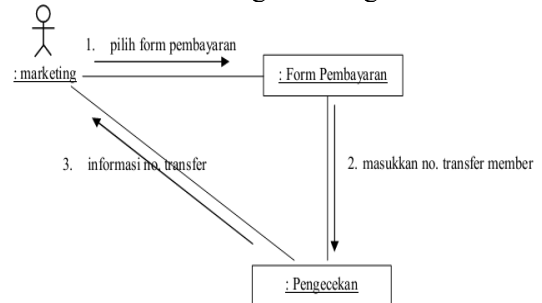 1. pilih form pembayaran
: marketing
: Form Pembayaran
3. informasi no. transfer
2. masukkan no. transfer member
: Pengecekan